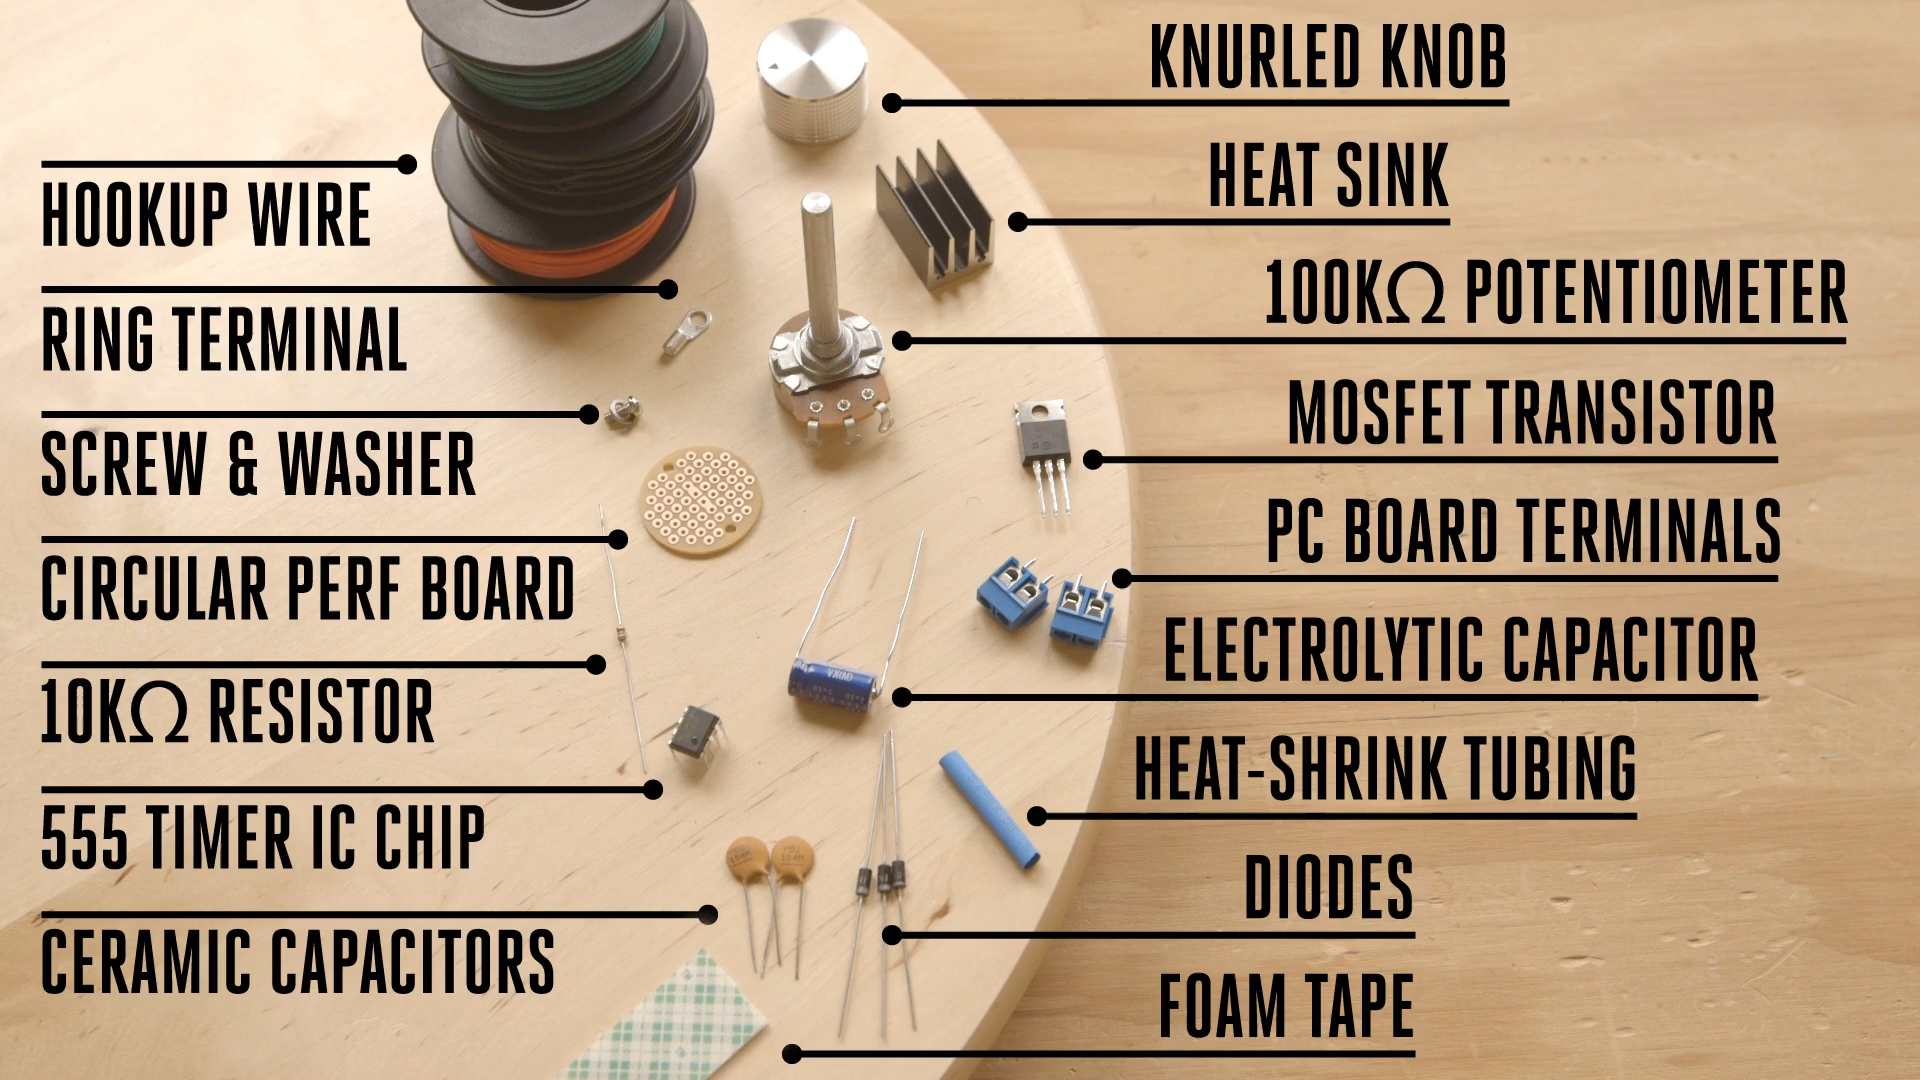 KNURLED KNOB
HEAT SINK
HOOKUP WIRE
100KΩ POTENTIOMETER
RING TERMINAL
MOSFET TRANSISTOR
SCREW & WASHER
PC BOARD TERMINALS
CIRCULAR PERF BOARD
ELECTROLYTIC CAPACITOR
10KΩ RESISTOR
HEAT-SHRINK TUBING
555 TIMER IC CHIP
DIODES
CERAMIC CAPACITORS
FOAM TAPE